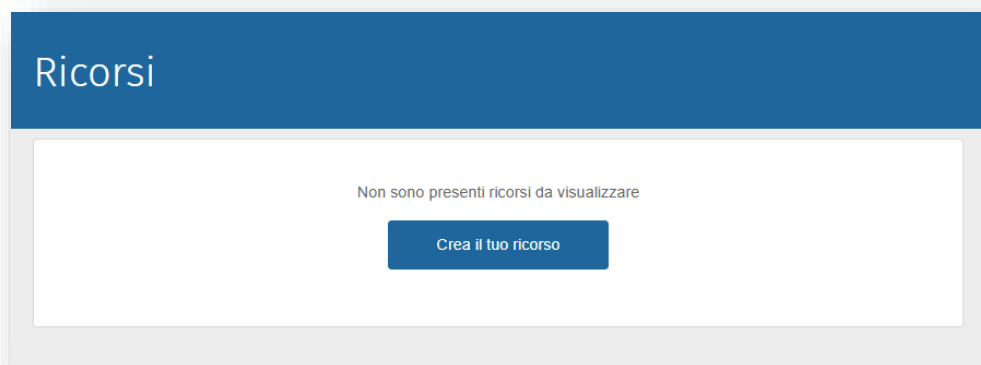 Ricorsi
Non sono presenti ricorsi da visualizzare
Crea il tuo ricorso